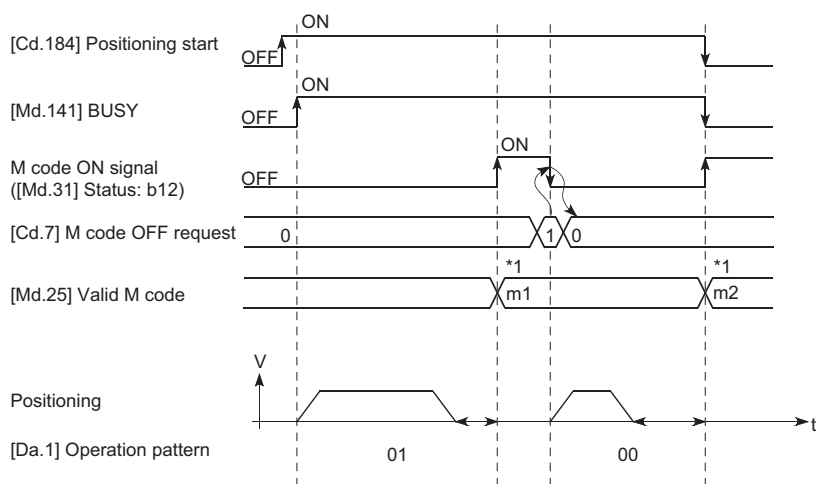 ON
[Cd.184] Positioning start
OFF
ON
[Md.141] BUSY
OFF
ON
M code ON signal
([Md.31] Status: b12)
OFF
[Cd.7] M code OFF request
0
1
0
*1
*1
[Md.25] Valid M code
m1
m2
V
Positioning
t
[Da.1] Operation pattern
01
00